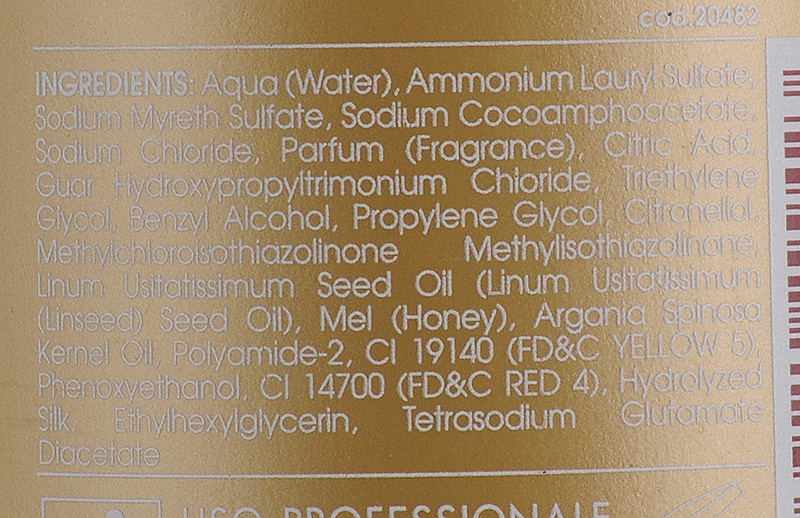 cod.20482
INGREDIENTS: Aqua (Water), Ammonium Lauryl Sulfate,
Sodium Myreth Sulfate, Sodium Cocoamphoacetate,
Sodium Chloride, Parfum (Fragrance), Citric Acid,
Guar Hydroxypropyltrimonium Chloride, Triethylene
Glycol, Benzyl Alcohol, Propylene Glycol, Citronellol,
Methylchloroisothiazolinone Methylisothiazolinone,
Linum Usitatissimum Seed Oil (Linum Usitatissimum
(Linseed) Seed Oil), Mel (Honey), Argania Spinosa
Kernel Oil, Polyamide-2, CI 19140 (FD&C YELLOW 5),
Phenoxyethanol, CI 14700 (FD&C RED 4), Hydrolyzed
Silk, Ethylhexylglycerin, Tetrasodium Glutamate
Diacetate
USO PROFESSIONALE